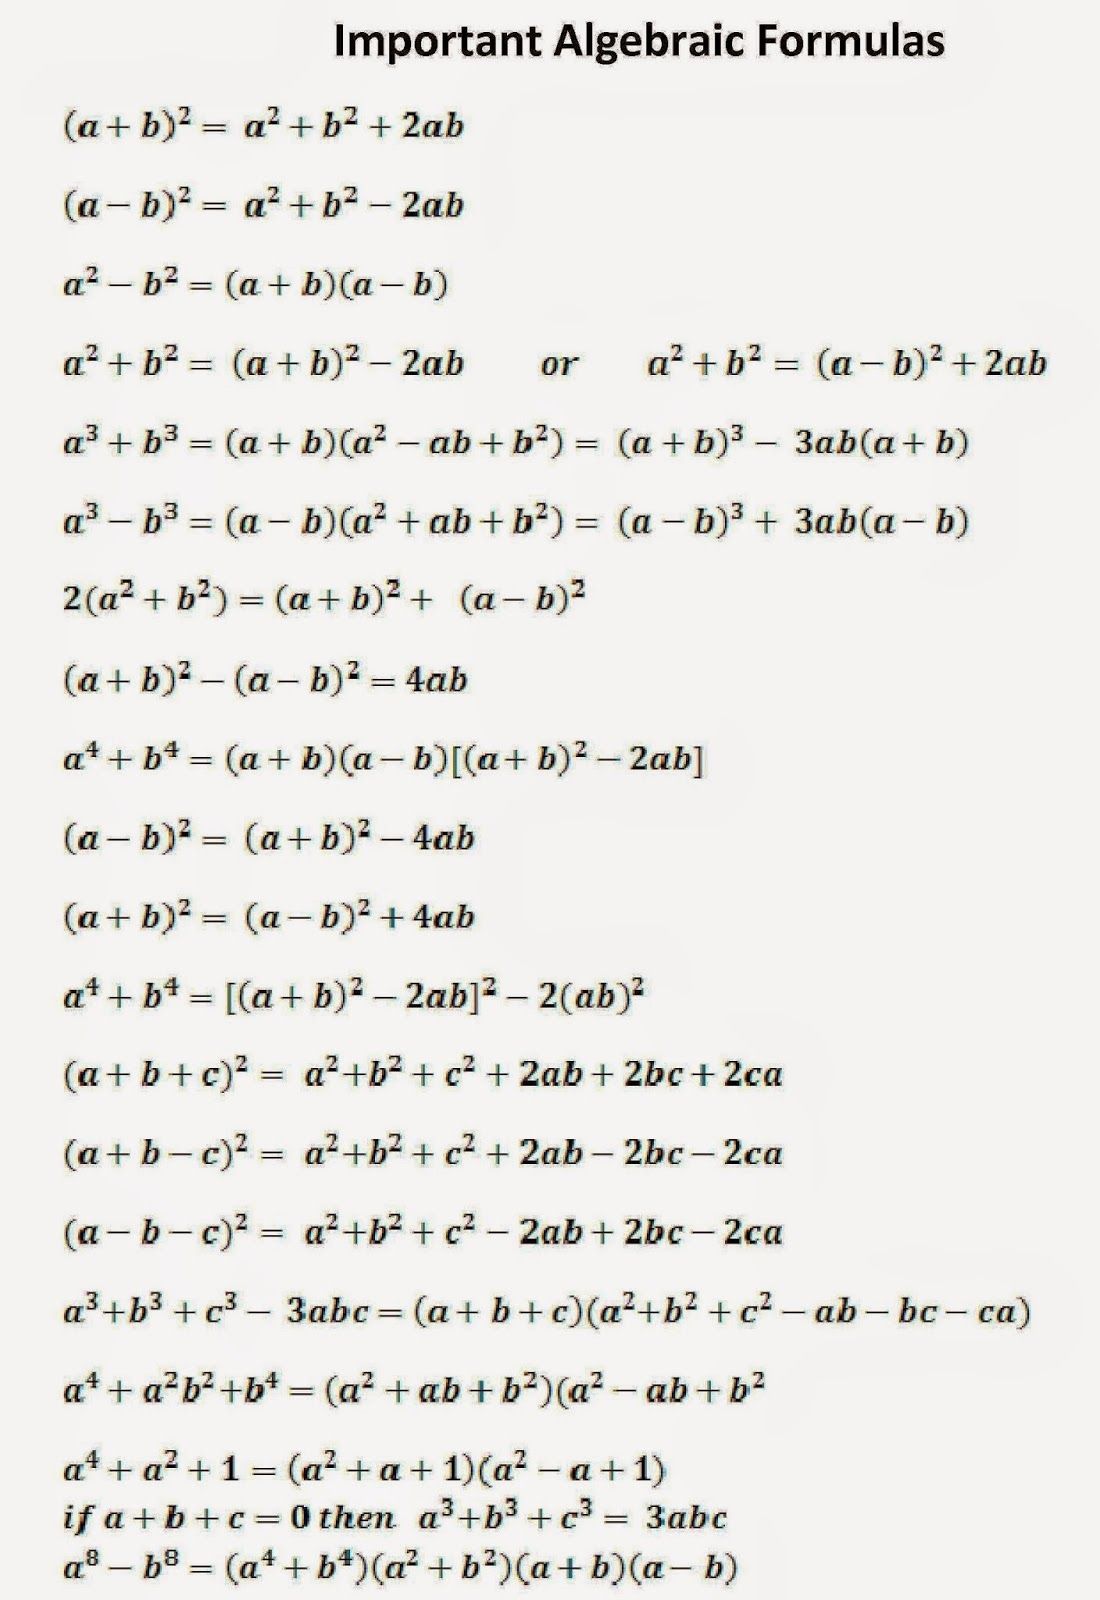 Important Algebraic Formulas
(a + b)² = a² + b² + 2ab
(a − b)² = a² + b² − 2ab
a² − b² = (a + b)(a − b)
a² + b² = (a + b)² − 2ab or a² + b² = (a − b)² + 2ab
a³ + b³ = (a + b)(a² − ab + b²) = (a + b)³ − 3ab(a + b)
a³ − b³ = (a − b)(a² + ab + b²) = (a − b)³ + 3ab(a − b)
2(a² + b²) = (a + b)² + (a − b)²
(a + b)² − (a − b)² = 4ab
a⁴ + b⁴ = (a + b)(a − b)[(a + b)² − 2ab]
(a − b)² = (a + b)² − 4ab
(a + b)² = (a − b)² + 4ab
a⁴ + b⁴ = [(a + b)² − 2ab]² − 2(ab)²
(a + b + c)² = a²+b² + c² + 2ab + 2bc + 2ca
(a + b − c)² = a²+b² + c² + 2ab − 2bc − 2ca
(a − b − c)² = a²+b² + c² − 2ab + 2bc − 2ca
a³+b³ + c³ − 3abc = (a + b + c)(a²+b² + c² − ab − bc − ca)
a⁴ + a²b²+b⁴ = (a² + ab + b²)(a² − ab + b²
a⁴ + a² + 1 = (a² + a + 1)(a² − a + 1)
if a + b + c = 0 then a³+b³ + c³ = 3abc
a⁸ − b⁸ = (a⁴ + b⁴)(a² + b²)(a + b)(a − b)